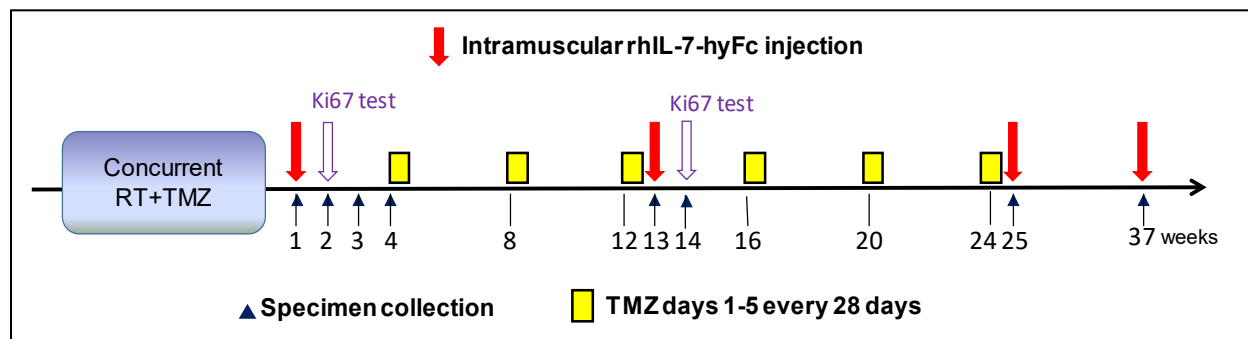 Intramuscular rhIL-7-hyFc injection
Ki67 test
Ki67 test
Concurrent
RT+TMZ
1 2 3 4 8 12 13 14 16 20 24 25 37 weeks
Specimen collection
TMZ days 1-5 every 28 days